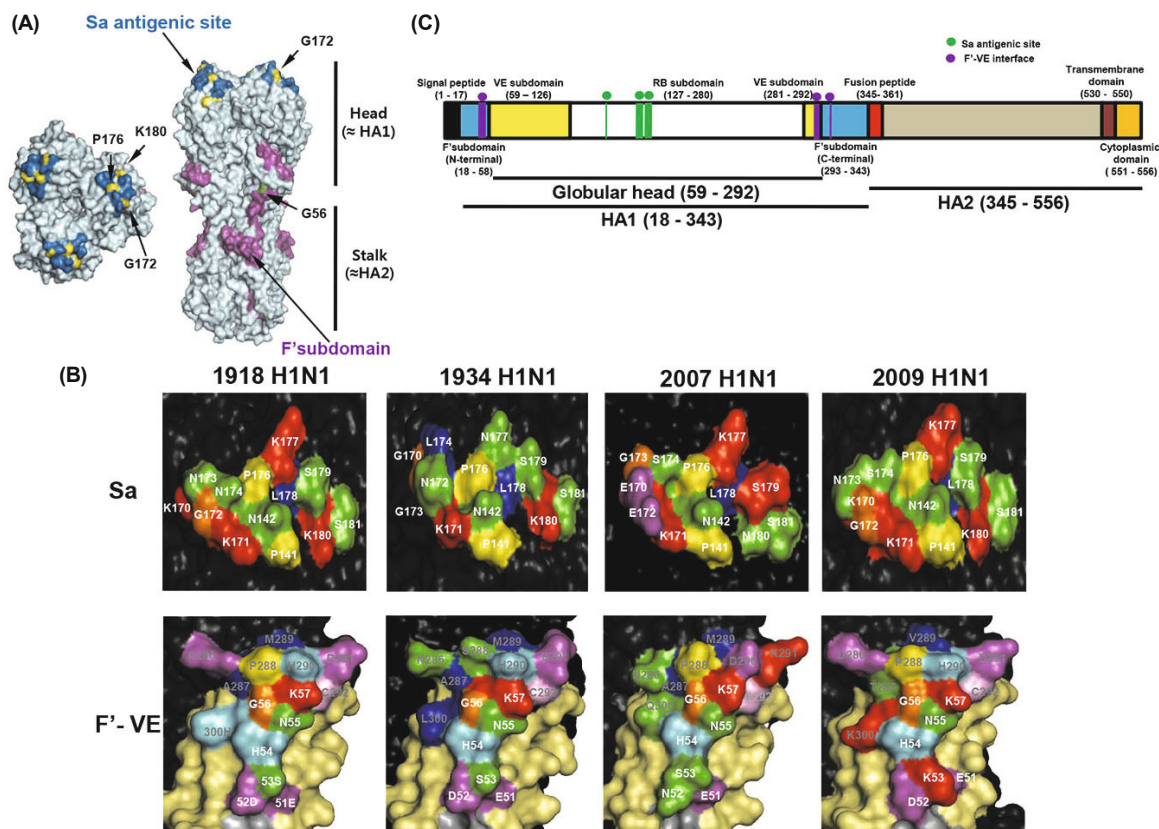 (A)
Sa antigenic site
G172
P176
K180
G172
Head
(≈ HA1)
G56
Stalk
(≈HA2)
F'subdomain
(C)
Sa antigenic site
F'-VE interface
Signal peptide
(1 - 17)
VE subdomain
(59 – 126)
RB subdomain
(127 - 280)
VE subdomain
(281 – 292)
Fusion peptide
(345- 361)
Transmembrane
domain
(530 - 550)
F'subdomain
(N-terminal)
(18 - 58)
F'subdomain
(C-terminal)
(293 - 343)
Cytoplasmic
domain
(551 - 556)
Globular head (59 - 292)
HA1 (18 - 343)
HA2 (345 - 556)
(B)
1918 H1N1
1934 H1N1
2007 H1N1
2009 H1N1
Sa
K177
N173
P176
S179
N174
L178
K170
G172
N142
S181
K171
K180
P141
L174
N177
G170
P176
S179
N172
L178
S181
G173
N142
K171
K180
P141
K177
G173
S174
P176
E170
L178
S179
E172
N142
S181
K171
N180
P141
K177
P176
S174
S179
N173
L178
K170
N142
G172
S181
K171
K180
P141
F'- VE
M289
P288
H290
A287
K57
G56
N55
300H
H54
53S
52D
51E
M289
H290
A287
K57
G56
L300
N55
H54
S53
D52
E51
M289
P288
K291
A287
K57
G56
N55
H54
S53
N52
E51
V289
P288
H290
K57
G56
N55
K300
H54
K53
E51
D52